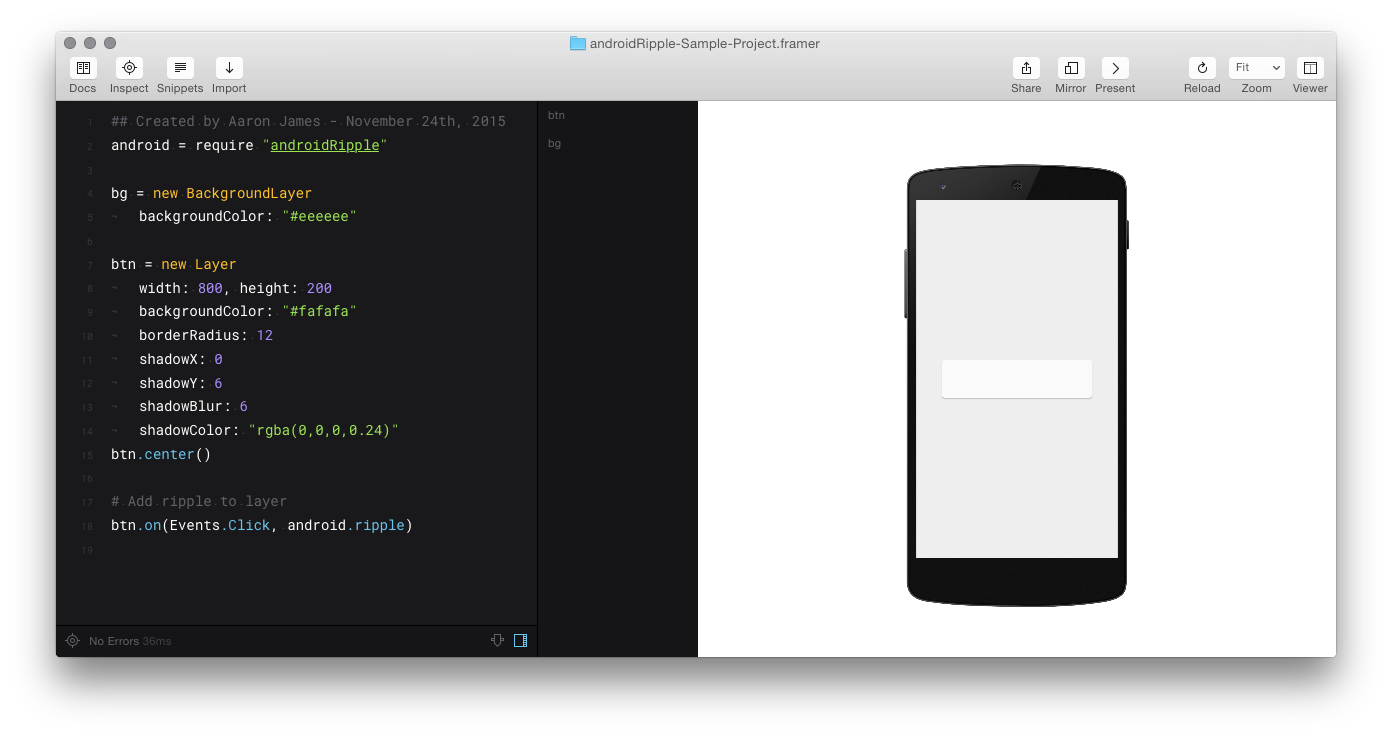 androidRipple-Sample-Project.framer
Docs Inspect Snippets Import Share Mirror Present Reload Fit Zoom Viewer
1 ## Created by Aaron James - November 24th, 2015
2 android = require "androidRipple"
3
4 bg = new BackgroundLayer
5 backgroundColor: "#eeeeee"
6
7 btn = new Layer
8 width: 800, height: 200
9 backgroundColor: "#fafafa"
10 borderRadius: 12
11 shadowX: 0
12 shadowY: 6
13 shadowBlur: 6
14 shadowColor: "rgba(0,0,0,0.24)"
15 btn.center()
16
17 # Add ripple to layer
18 btn.on(Events.Click, android.ripple)
19
No Errors 36ms
btn
bg